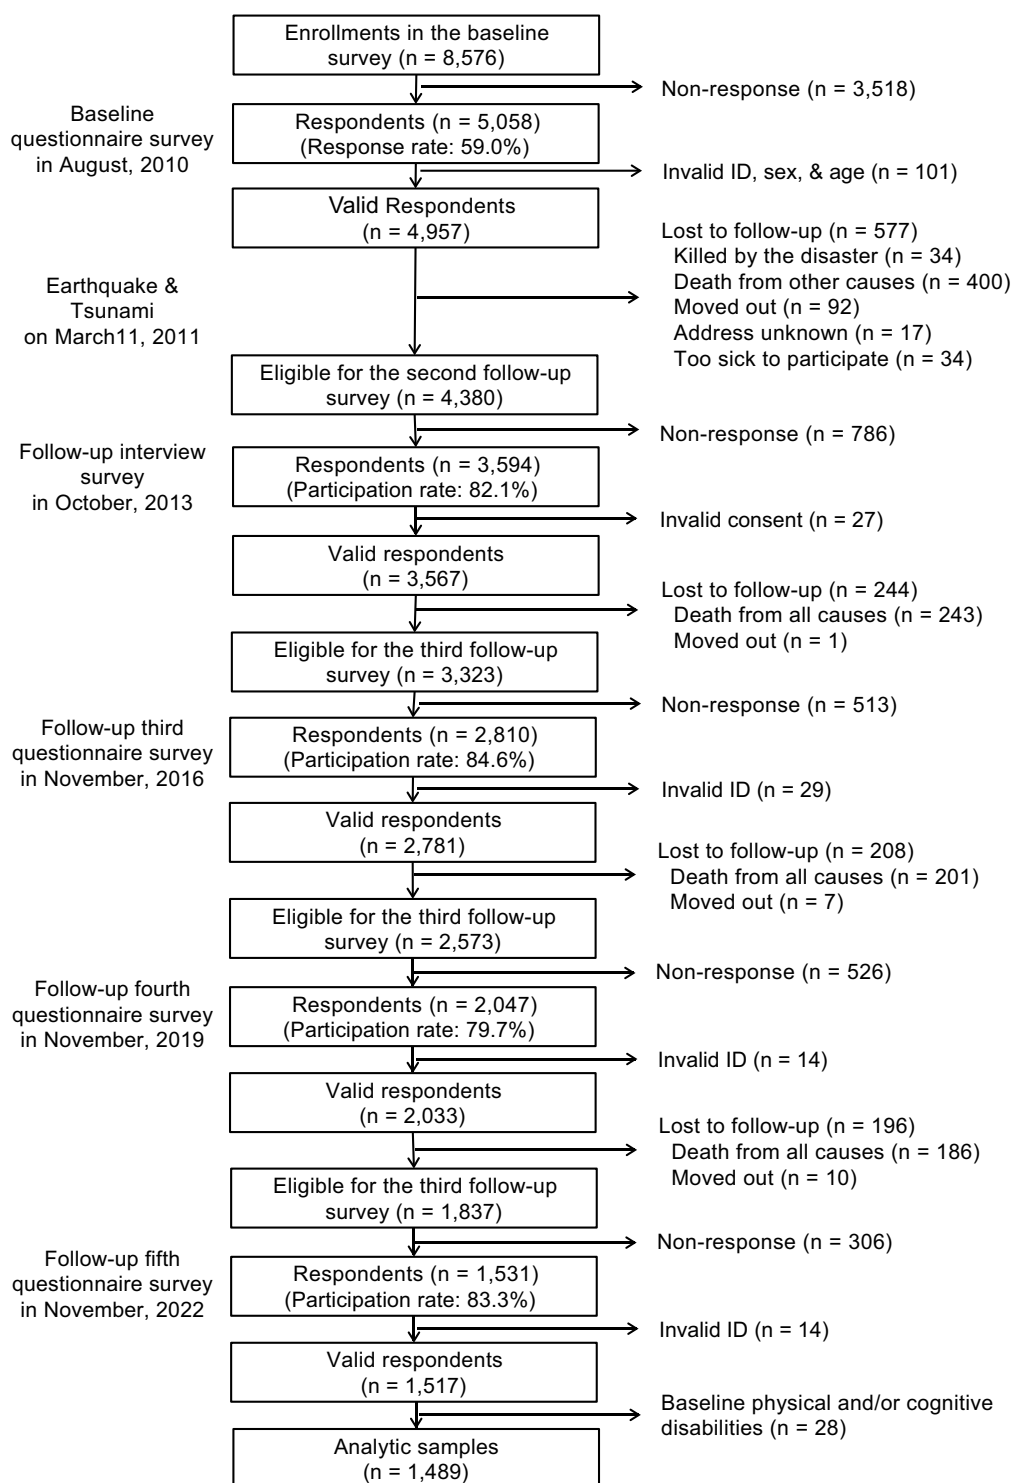 Enrollments in the baseline
survey (n = 8,576)
Non-response (n = 3,518)
Baseline
questionnaire survey
in August, 2010
Respondents (n = 5,058)
(Response rate: 59.0%)
Invalid ID, sex, & age (n = 101)
Valid Respondents
(n = 4,957)
Lost to follow-up (n = 577)
Killed by the disaster (n = 34)
Death from other causes (n = 400)
Moved out (n = 92)
Address unknown (n = 17)
Too sick to participate (n = 34)
Earthquake &
Tsunami
on March11, 2011
Eligible for the second follow-up
survey (n = 4,380)
Non-response (n = 786)
Follow-up interview
survey
in October, 2013
Respondents (n = 3,594)
(Participation rate: 82.1%)
Invalid consent (n = 27)
Valid respondents
(n = 3,567)
Lost to follow-up (n = 244)
Death from all causes (n = 243)
Moved out (n = 1)
Eligible for the third follow-up
survey (n = 3,323)
Non-response (n = 513)
Follow-up third
questionnaire survey
in November, 2016
Respondents (n = 2,810)
(Participation rate: 84.6%)
Invalid ID (n = 29)
Valid respondents
(n = 2,781)
Lost to follow-up (n = 208)
Death from all causes (n = 201)
Moved out (n = 7)
Eligible for the third follow-up
survey (n = 2,573)
Non-response (n = 526)
Follow-up fourth
questionnaire survey
in November, 2019
Respondents (n = 2,047)
(Participation rate: 79.7%)
Invalid ID (n = 14)
Valid respondents
(n = 2,033)
Lost to follow-up (n = 196)
Death from all causes (n = 186)
Moved out (n = 10)
Eligible for the third follow-up
survey (n = 1,837)
Non-response (n = 306)
Follow-up fifth
questionnaire survey
in November, 2022
Respondents (n = 1,531)
(Participation rate: 83.3%)
Invalid ID (n = 14)
Valid respondents
(n = 1,517)
Baseline physical and/or cognitive
disabilities (n = 28)
Analytic samples
(n = 1,489)